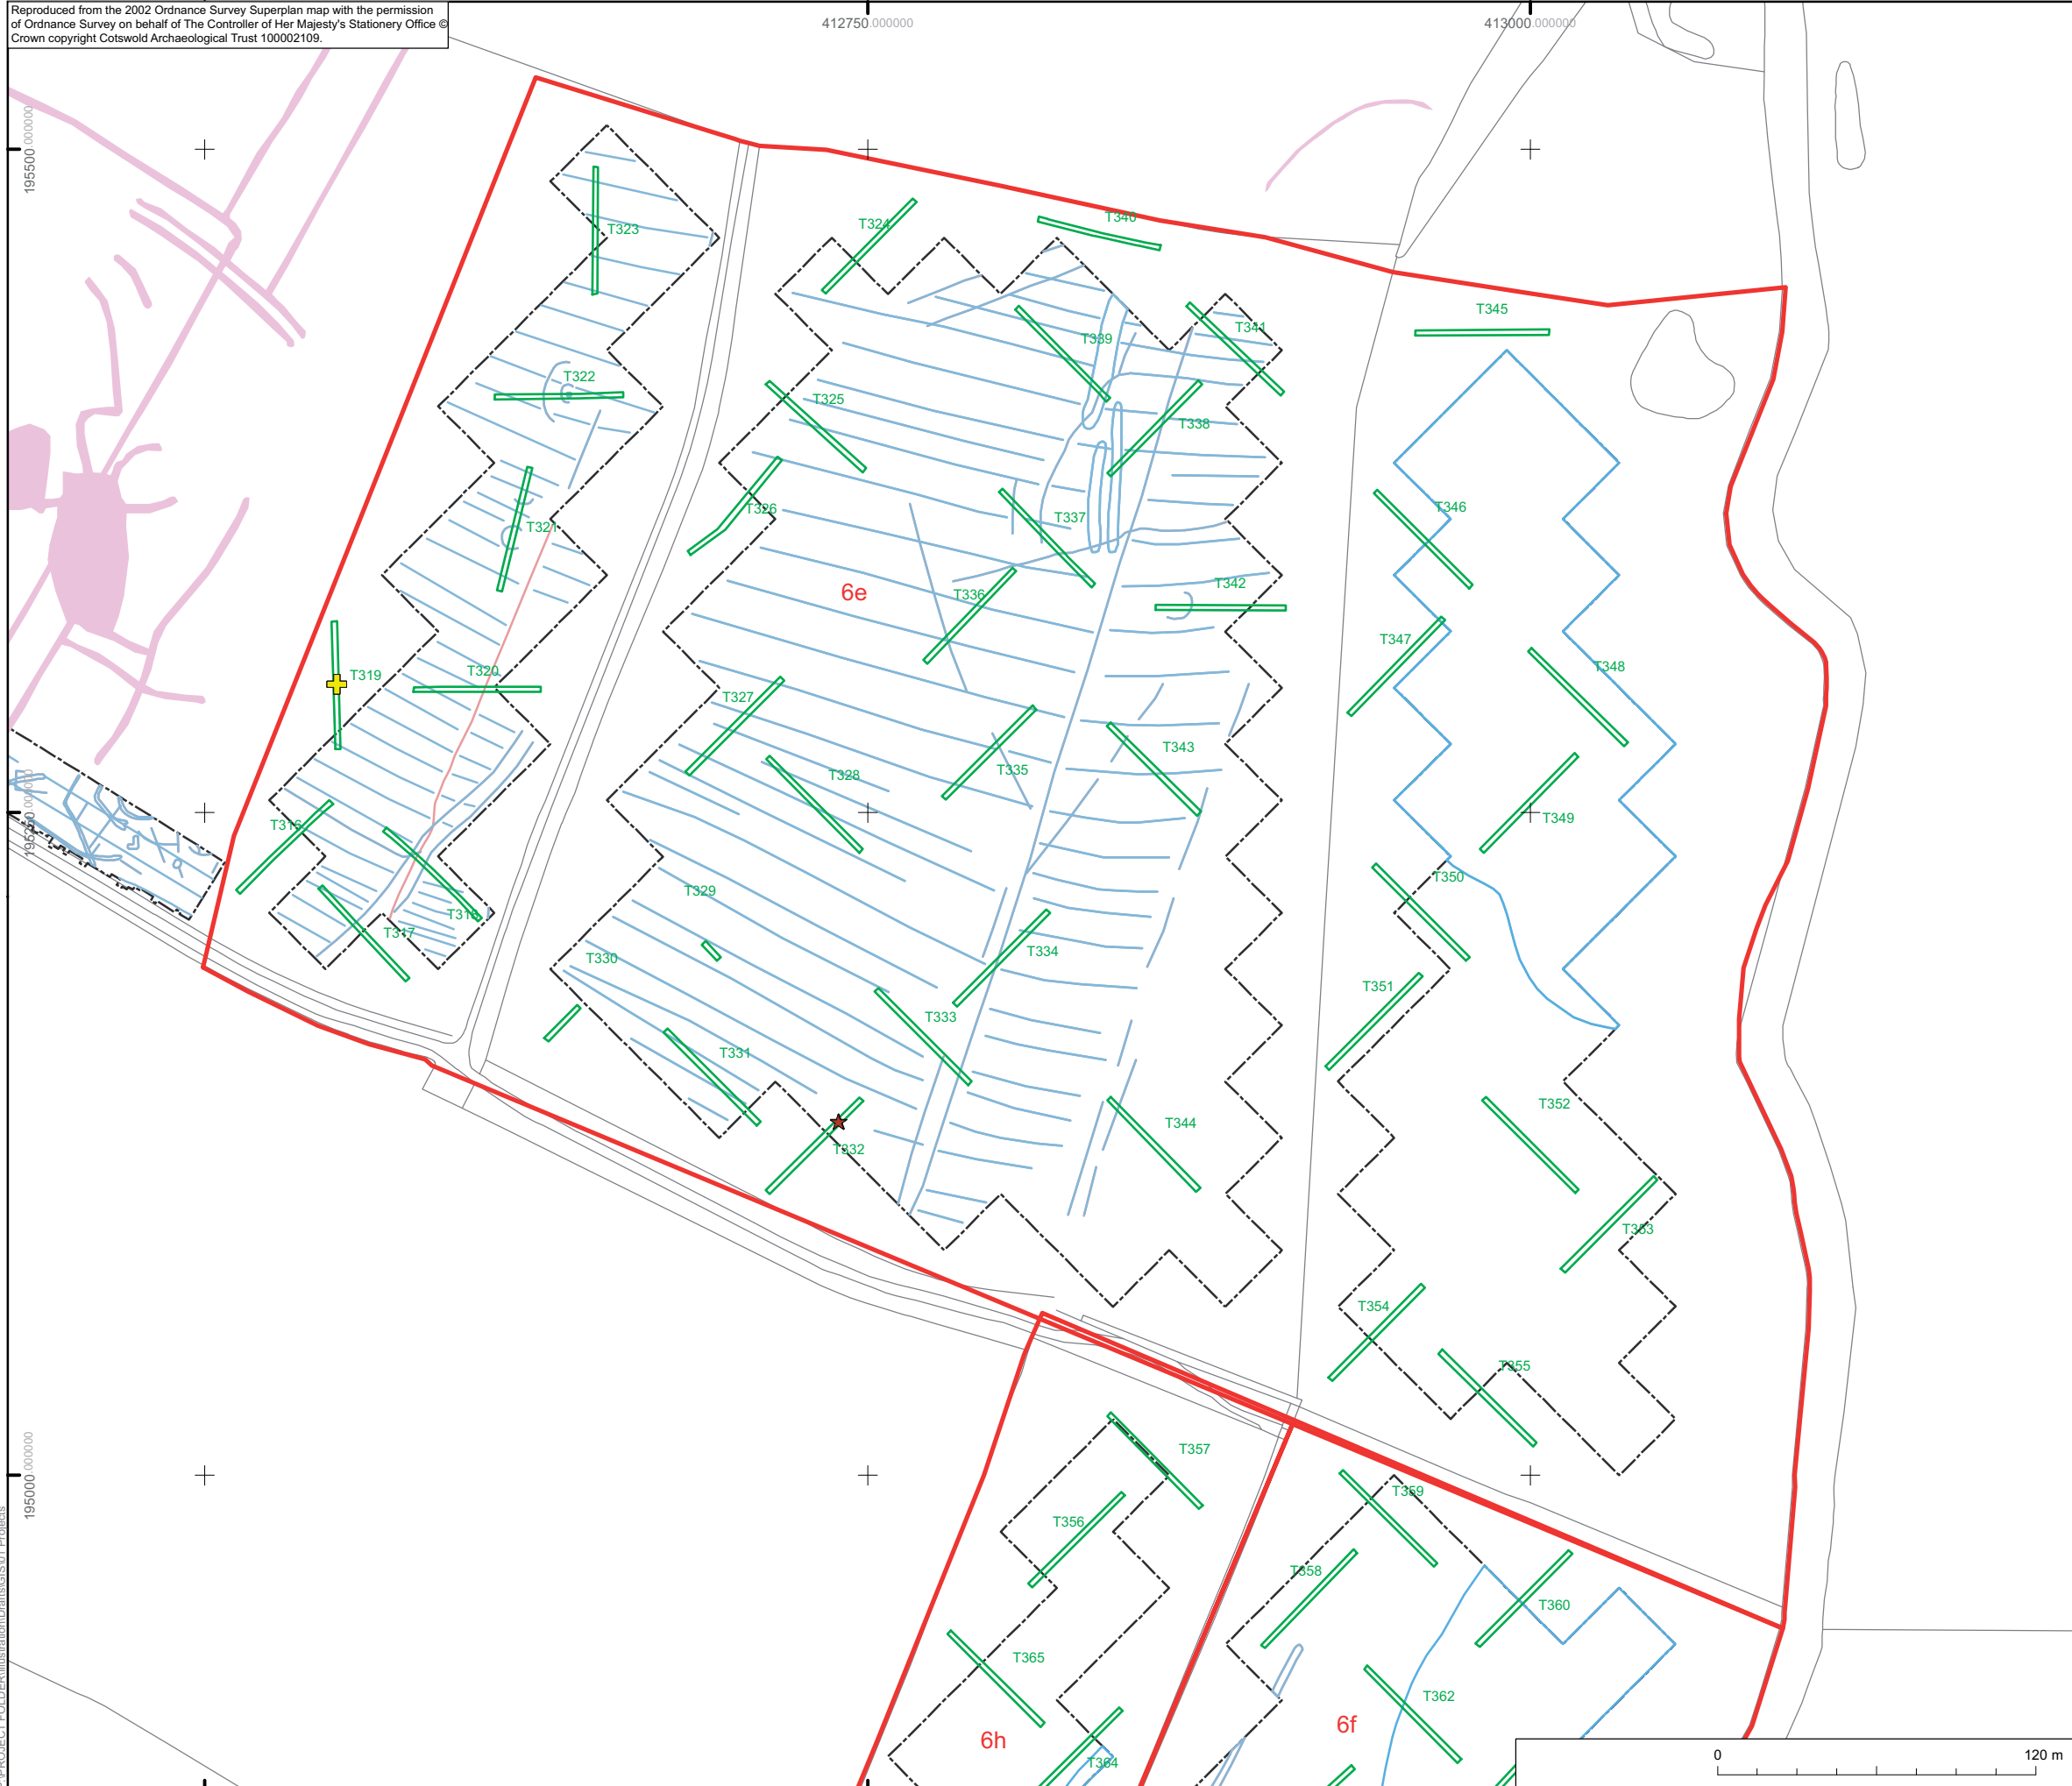 Reproduced from the 2002 Ordnance Survey Superplan map with the permission
of Ordnance Survey on behalf of The Controller of Her Majesty's Stationery Office ©
Crown copyright Cotswold Archaeological Trust 100002109.
412750.000000
413000.000000
195500.000000
195250.000000
195000.000000
T323
T324
T340
T345
T341
T339
T322
T325
T338
T326
T321
T337
T346
6e
T336
T342
T347
T348
T319
T320
T327
T343
T328
T335
T349
T316
T329
T350
T318
T317
T330
T334
T351
T333
T331
T352
T332
T344
T353
T354
T355
T357
T356
T359
T358
T360
T365
T362
6h
6f
T364
0
120 m